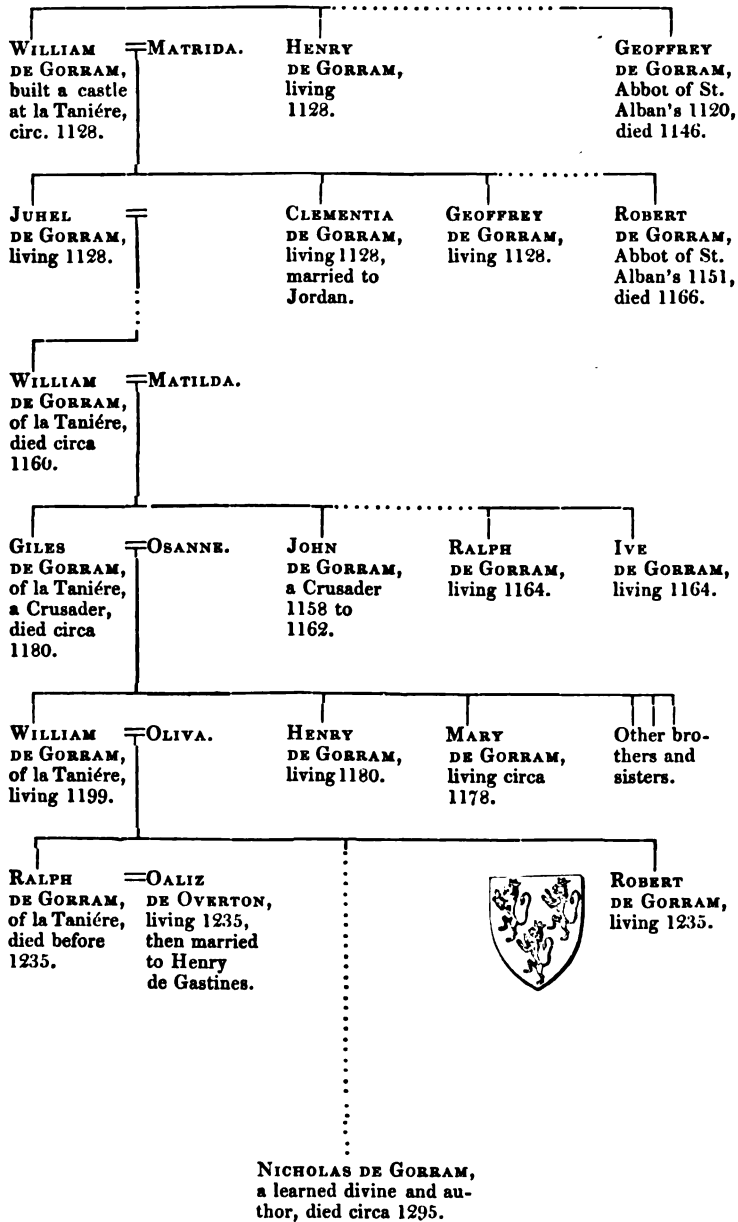 WILLIAM
DE GORRAM,
built a castle
at la Taniére,
circ. 1128.
=MATRIDA.
HENRY
DE GORRAM,
living
1128.
GEOFFREY
DE GORRAM,
Abbot of St.
Alban's 1120,
died 1146.
JUHEL
DE GORRAM,
living 1128.
=
CLEMENTIA
DE GORRAM,
living 1128,
married to
Jordan.
GEOFFREY
DE GORRAM,
living 1128.
ROBERT
DE GORRAM,
Abbot of St.
Alban's 1151,
died 1166.
WILLIAM
DE GORRAM,
of la Taniére,
died circa
1160.
=MATILDA.
GILES
DE GORRAM,
of la Taniére,
a Crusader,
died circa
1180.
=OSANNE.
JOHN
DE GORRAM,
a Crusader
1158 to
1162.
RALPH
DE GORRAM,
living 1164.
IVE
DE GORRAM,
living 1164.
WILLIAM
DE GORRAM,
of la Taniére,
living 1199.
=OLIVA.
HENRY
DE GORRAM,
living 1180.
MARY
DE GORRAM,
living circa
1178.
Other bro-
thers and
sisters.
RALPH
DE GORRAM,
of la Taniére,
died before
1235.
=OALIZ
DE OVERTON,
living 1235,
then married
to Henry
de Gastines.
ROBERT
DE GORRAM,
living 1235.
NICHOLAS DE GORRAM,
a learned divine and au-
thor, died circa 1295.